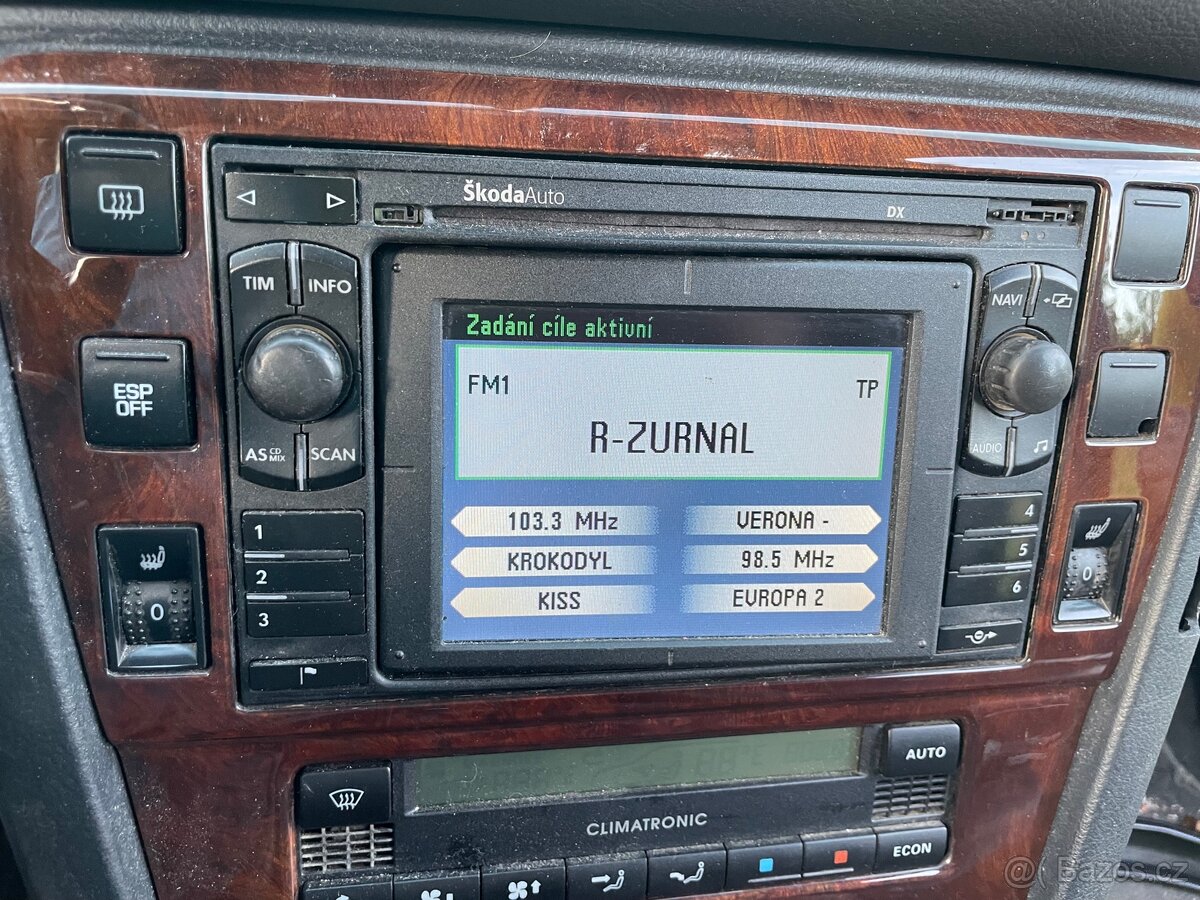 ŠkodaAuto
DX
TIM INFO
NAVI
Zadání cíle aktivní
FM1 TP
R-ZURNAL
ESP
OFF
AS CD MIX SCAN
AUDIO
103.3 MHz VERONA -
KROKODYL 98.5 MHz
KISS EVROPA 2
1
2
3
4
5
6
0
0
AUTO
CLIMATRONIC
ECON
@Bazos.cz